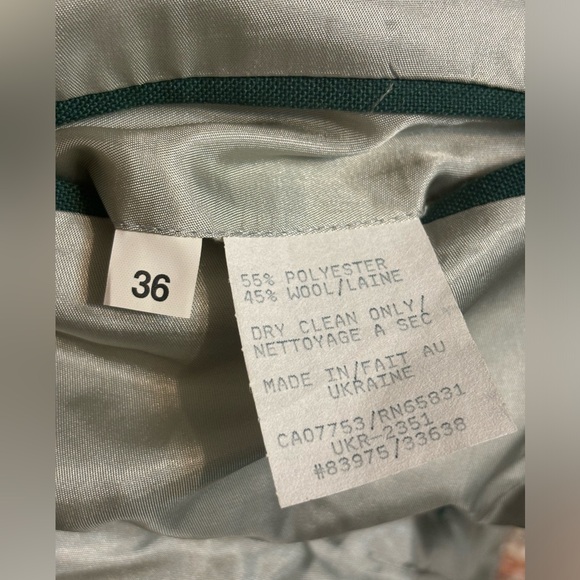 36
55% POLYESTER
45% WOOL/LAINE
DRY CLEAN ONLY/
NETTOYAGE A SEC
MADE IN/FAIT AU
UKRAINE
CA07753/RN65831
UKR-2351
#83975/33638